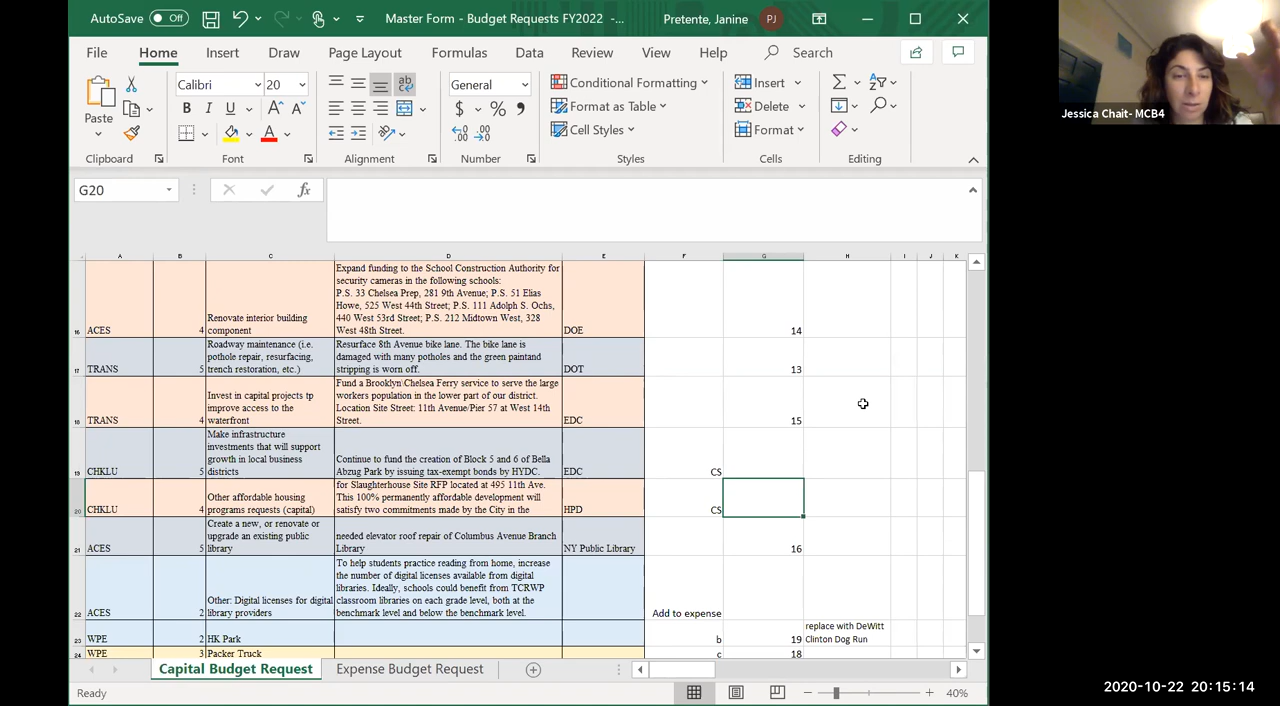 AutoSave Off Master Form - Budget Requests FY2022 -... Pretente, Janine PJ
File Home Insert Draw Page Layout Formulas Data Review View Help Search
Paste
Calibri 20
B I U
ab
General
$ % 9
Conditional Formatting
Format as Table
Cell Styles
Insert
Delete
Format
Clipboard Font Alignment Number Styles Cells Editing
G20 fx
A B C D E F G H I J K
Expand funding to the School Construction Authority for
security cameras in the following schools:
P.S. 33 Chelsea Prep, 281 9th Avenue; P.S. 51 Elias
Howe, 525 West 44th Street; P.S. 111 Adolph S. Ochs,
Renovate interior building 440 West 53rd Street; P.S. 212 Midtown West, 328
16 ACES 4 component West 48th Street. DOE 14
Roadway maintenance (i.e.
pothole repair, resurfacing, Resurface 8th Avenue bike lane. The bike lane is
trench restoration, etc.) damaged with many potholes and the green paintand
17 TRANS 5 stripping is worn off. DOT 13
Fund a Brooklyn\Chelsea Ferry service to serve the large
Invest in capital projects tp workers population in the lower part of our district.
improve access to the Location Site Street: 11th Avenue/Pier 57 at West 14th
18 TRANS 4 waterfront Street. EDC 15
Make infrastructure
investments that will support
growth in local business Continue to fund the creation of Block 5 and 6 of Bella
19 CHKLU 5 districts Abzug Park by issuing tax-exempt bonds by HYDC. EDC CS
for Slaughterhouse Site RFP located at 495 11th Ave.
Other affordable housing This 100% permanently affordable development will
20 CHKLU 4 programs requests (capital) satisfy two commitments made by the City in the HPD CS
Create a new, or renovate or
upgrade an existing public needed elevator roof repair of Columbus Avenue Branch
21 ACES 5 library Library NY Public Library 16
To help students practice reading from home, increase
the number of digital licenses available from digital
libraries. Ideally, schools could benefit from TCRWP
Other: Digital licenses for digital classroom libraries on each grade level, both at the
22 ACES 2 library providers benchmark level and below the benchmark level. Add to expense
replace with DeWitt
23 WPE 2 HK Park b 19 Clinton Dog Run
24 WPE 3 Packer Truck c 18
Capital Budget Request Expense Budget Request
Ready 40%
Jessica Chait- MCB4
2020-10-22 20:15:14